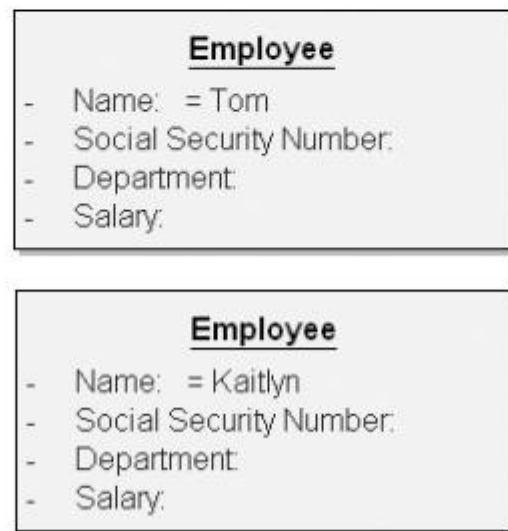 Employee
- Name: = Tom
- Social Security Number:
- Department:
- Salary:
Employee
- Name: = Kaitlyn
- Social Security Number:
- Department:
- Salary: